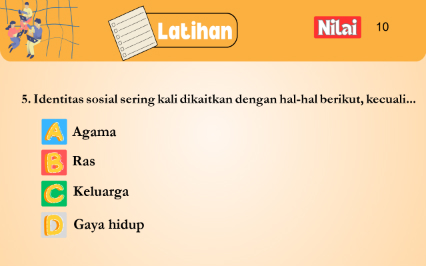 Latihan
Nilai 10
5. Identitas sosial sering kali dikaitkan dengan hal-hal berikut, kecuali...
A Agama
B Ras
C Keluarga
D Gaya hidup